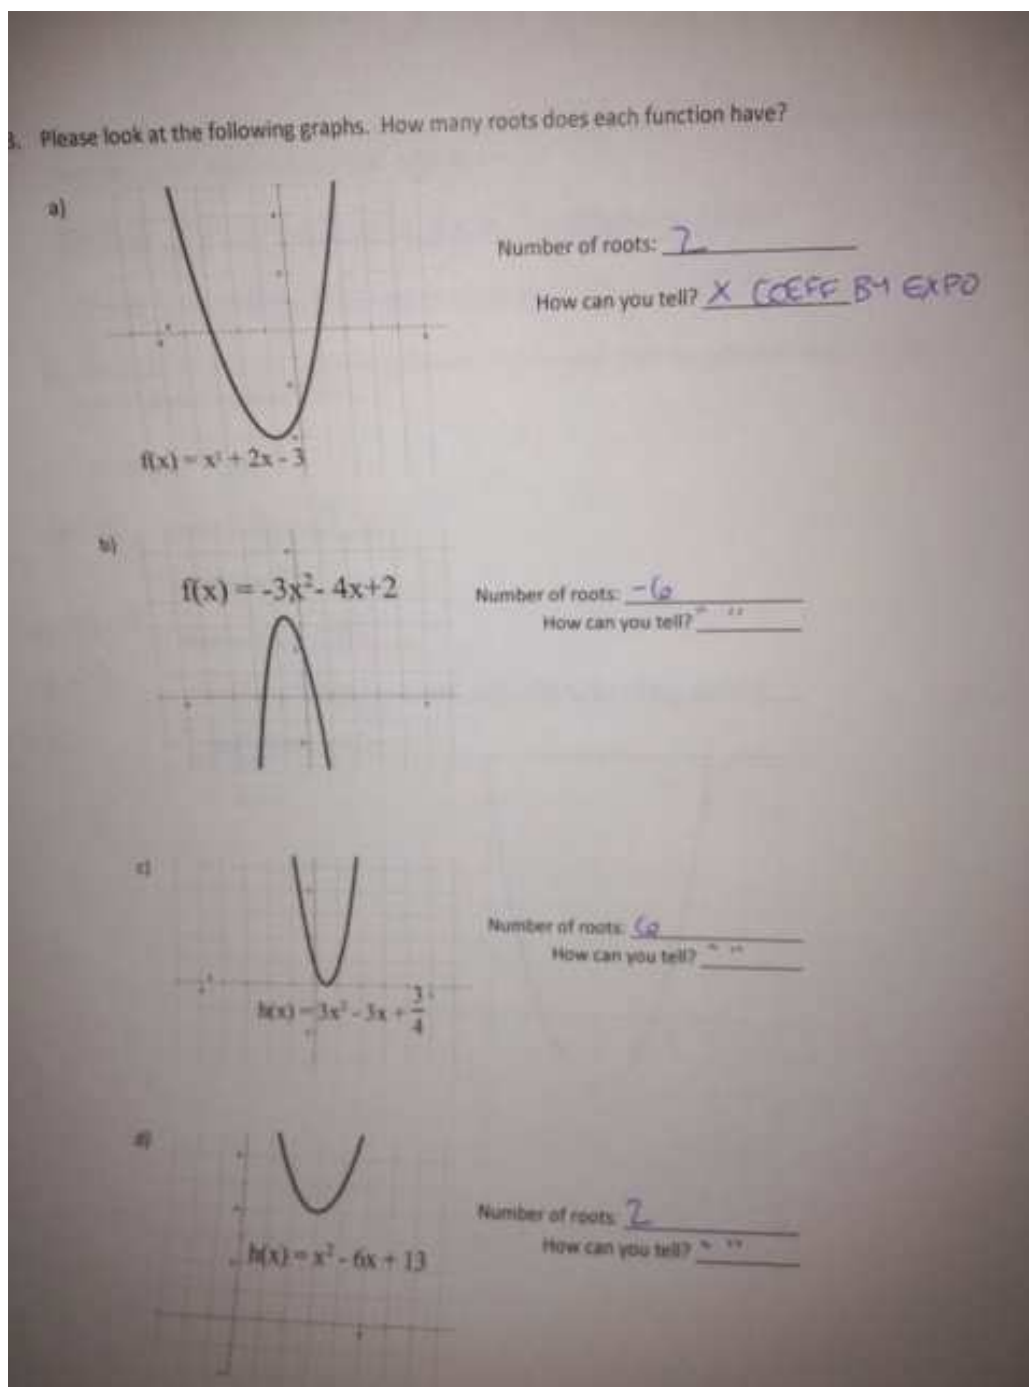 3. Please look at the following graphs. How many roots does each function have?
a)
Number of roots: 2
How can you tell? X COEFF BY EXPO
f(x) = x² + 2x - 3
b)
f(x) = -3x² - 4x+2
Number of roots: -6
How can you tell? " "
c)
Number of roots: 6
How can you tell? " "
h(x) = 3x² - 3x + 3/4
d)
Number of roots: 2
How can you tell? " "
h(x) = x² - 6x + 13